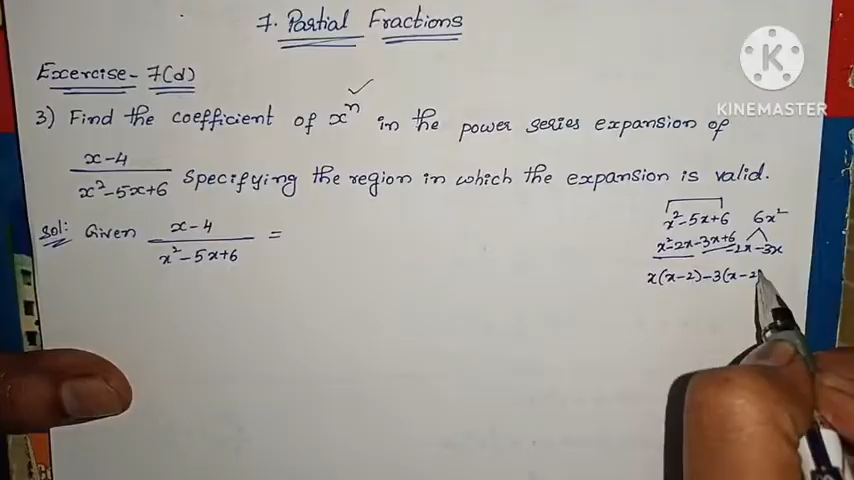 7. Partial Fractions
Exercise - 7(d)
3) Find the coefficient of xⁿ in the power series expansion of
x-4 / x²-5x+6 Specifying the region in which the expansion is valid.
Sol: Given x-4 / x²-5x+6 =
x²-5x+6 6x²
x²-2x-3x+6 -2x -3x
x(x-2)-3(x-2)
KINEMASTER